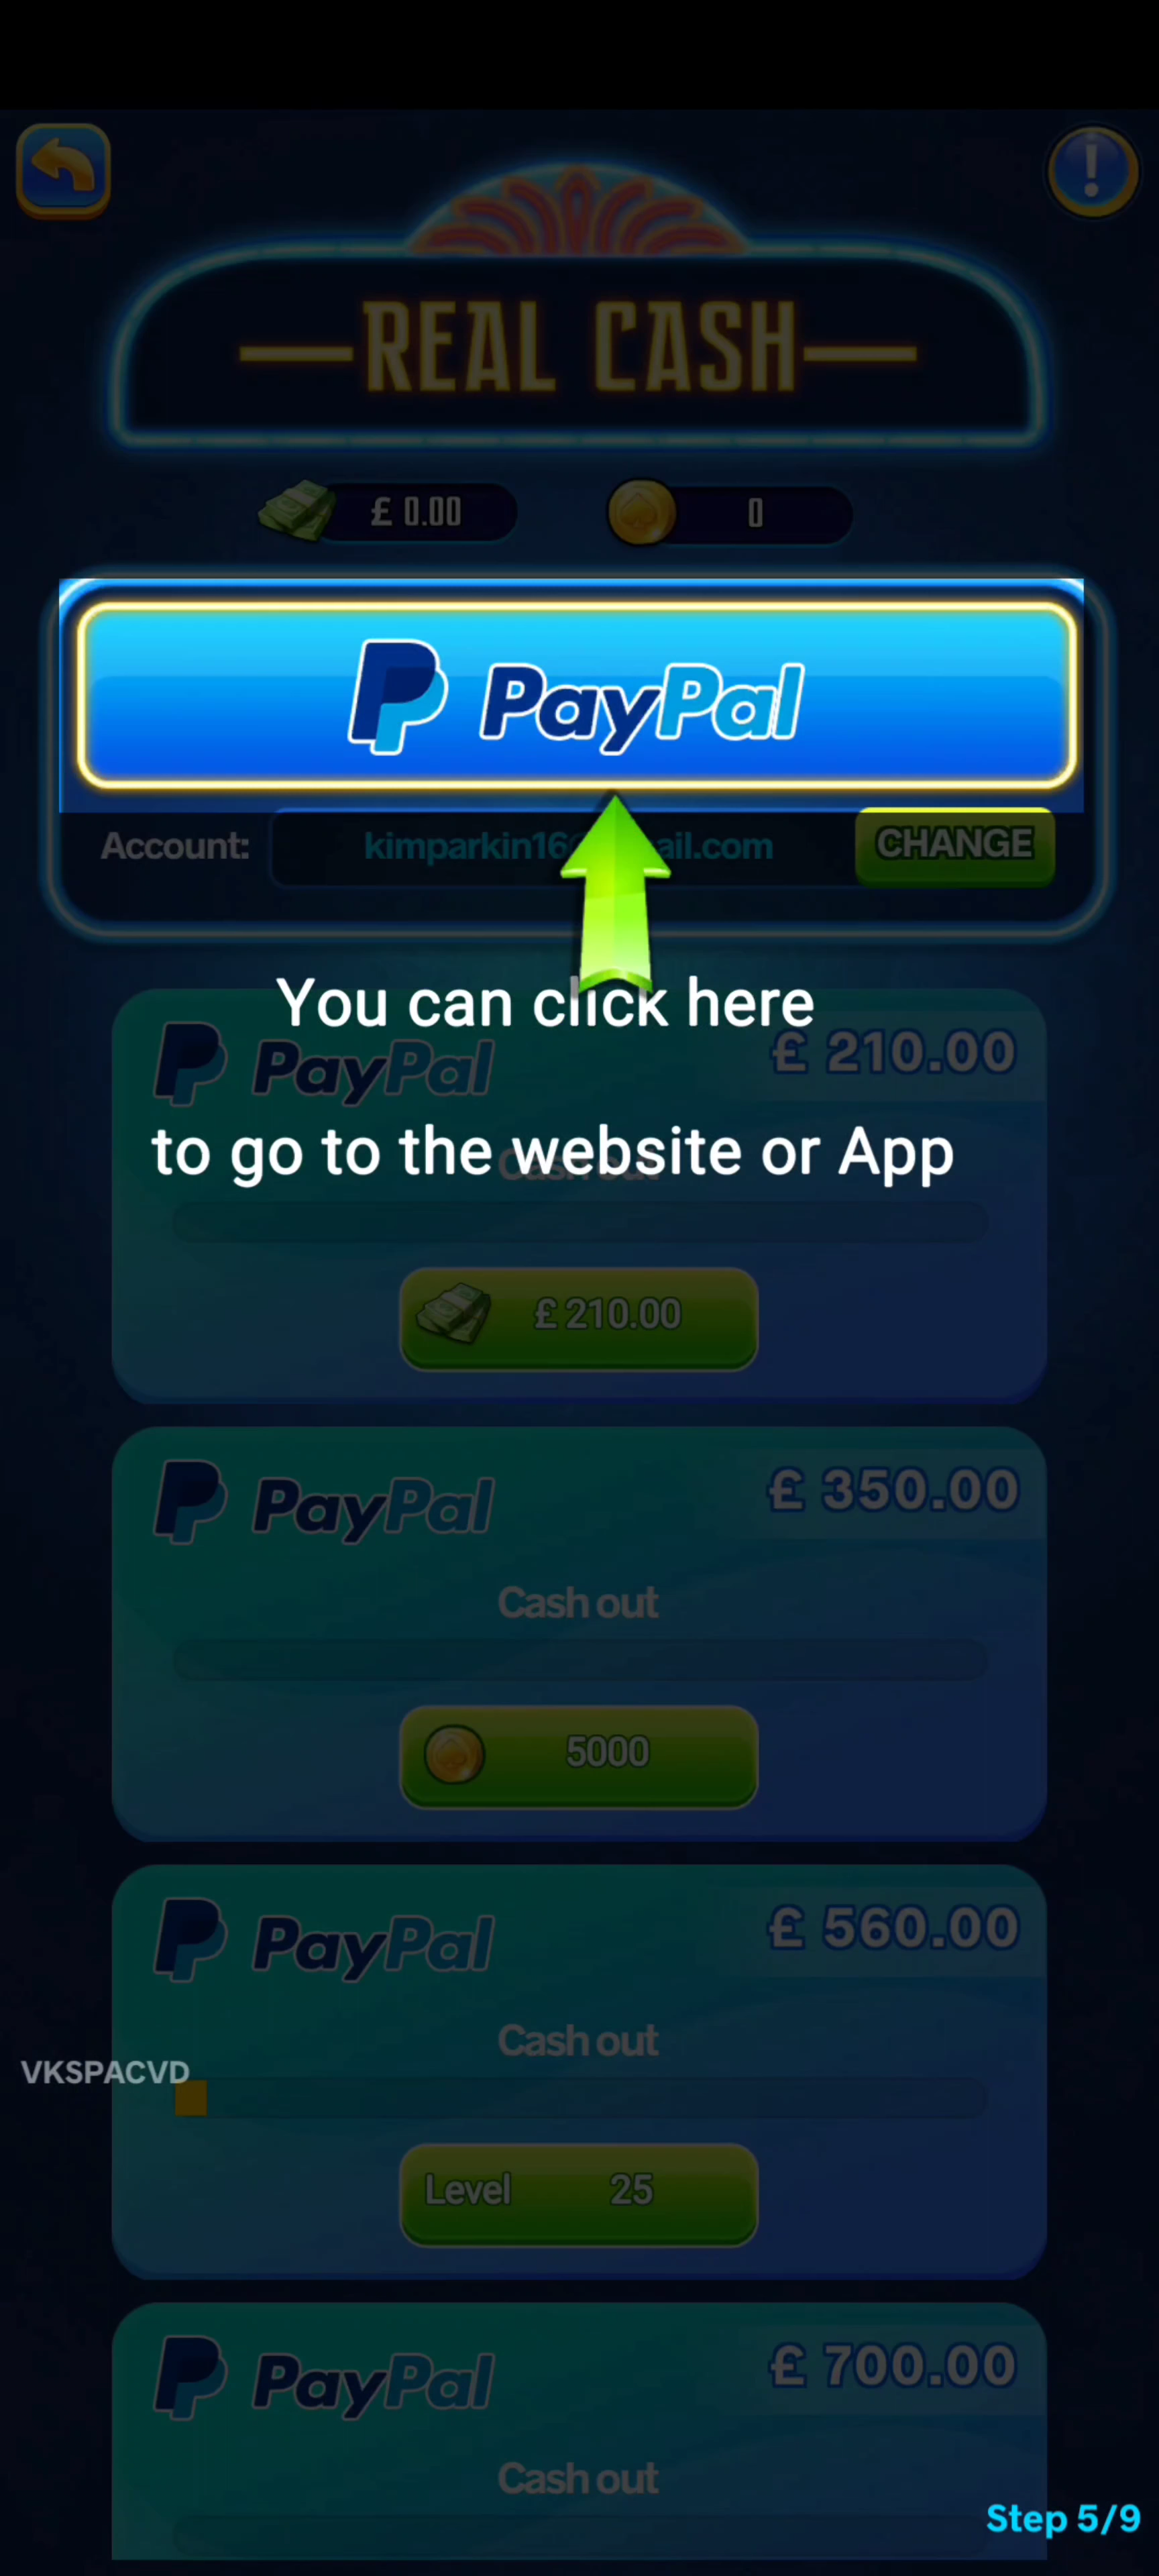 REAL CASH
£ 0.00
0
PayPal
Account:
CHANGE
You can click here
PayPal
£ 210.00
to go to the website or App
Cash out
£ 210.00
PayPal
£ 350.00
Cash out
5000
PayPal
£ 560.00
Cash out
VKSPACVD
Level 25
PayPal
£ 700.00
Cash out
Step 5/9